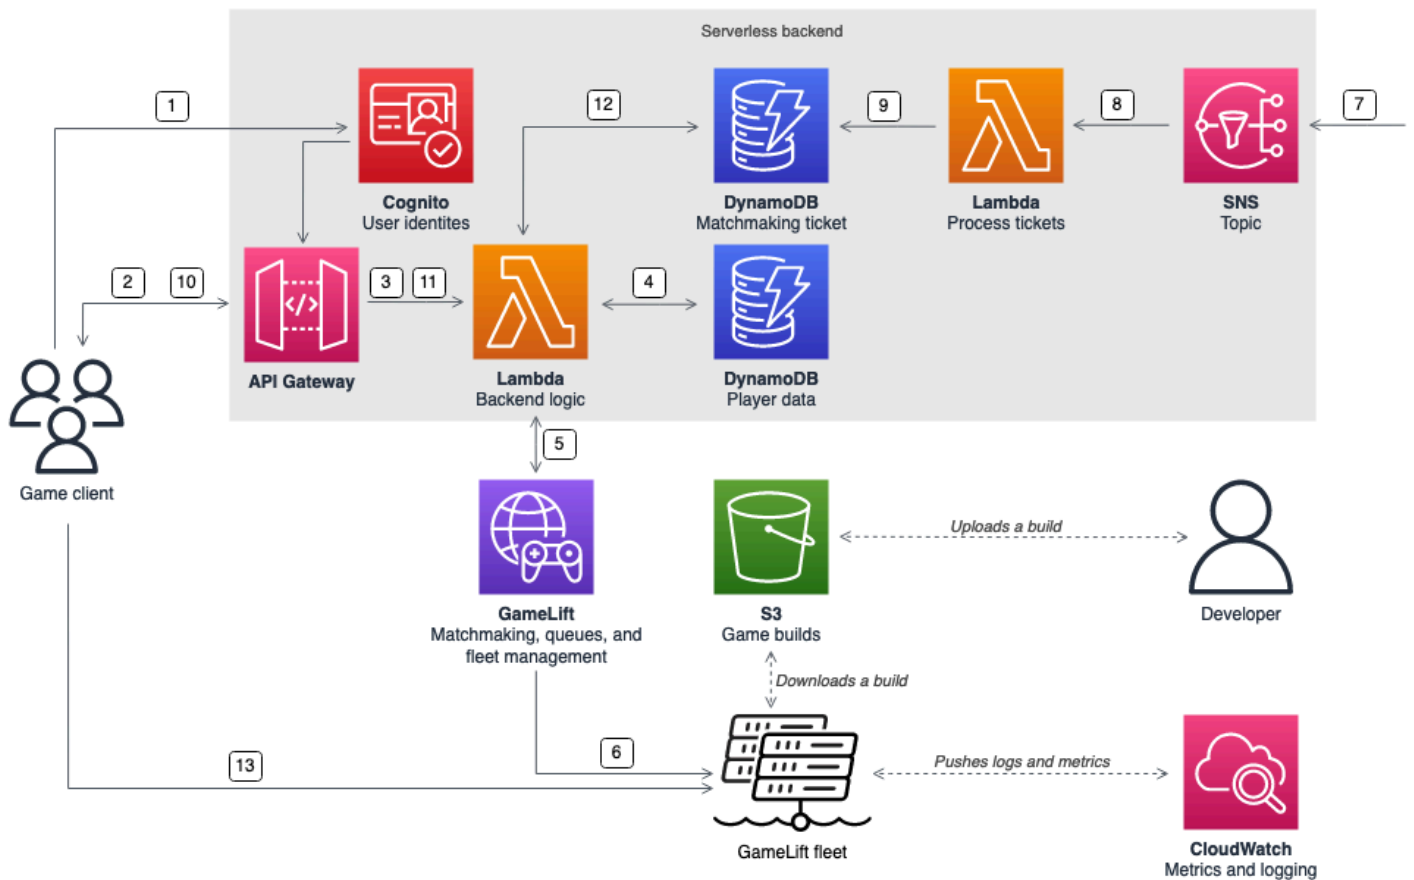 Serverless backend
1
12
9
8
7
Cognito
User identites
DynamoDB
Matchmaking ticket
Lambda
Process tickets
SNS
Topic
2
10
3
11
4
API Gateway
Lambda
Backend logic
DynamoDB
Player data
5
Game client
Uploads a build
GameLift
Matchmaking, queues, and
fleet management
S3
Game builds
Developer
Downloads a build
6
13
Pushes logs and metrics
GameLift fleet
CloudWatch
Metrics and logging